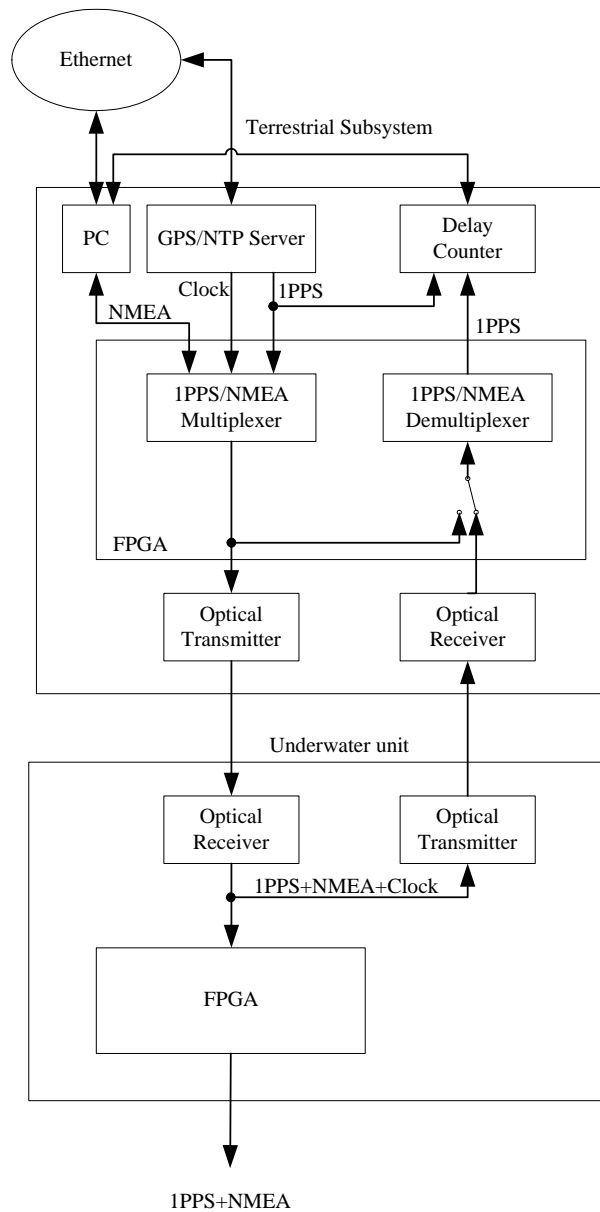 Ethernet
Terrestrial Subsystem
PC
GPS/NTP Server
Delay
Counter
Clock
1PPS
NMEA
1PPS
1PPS/NMEA
Multiplexer
1PPS/NMEA
Demultiplexer
FPGA
Optical
Transmitter
Optical
Receiver
Underwater unit
Optical
Receiver
Optical
Transmitter
1PPS+NMEA+Clock
FPGA
1PPS+NMEA